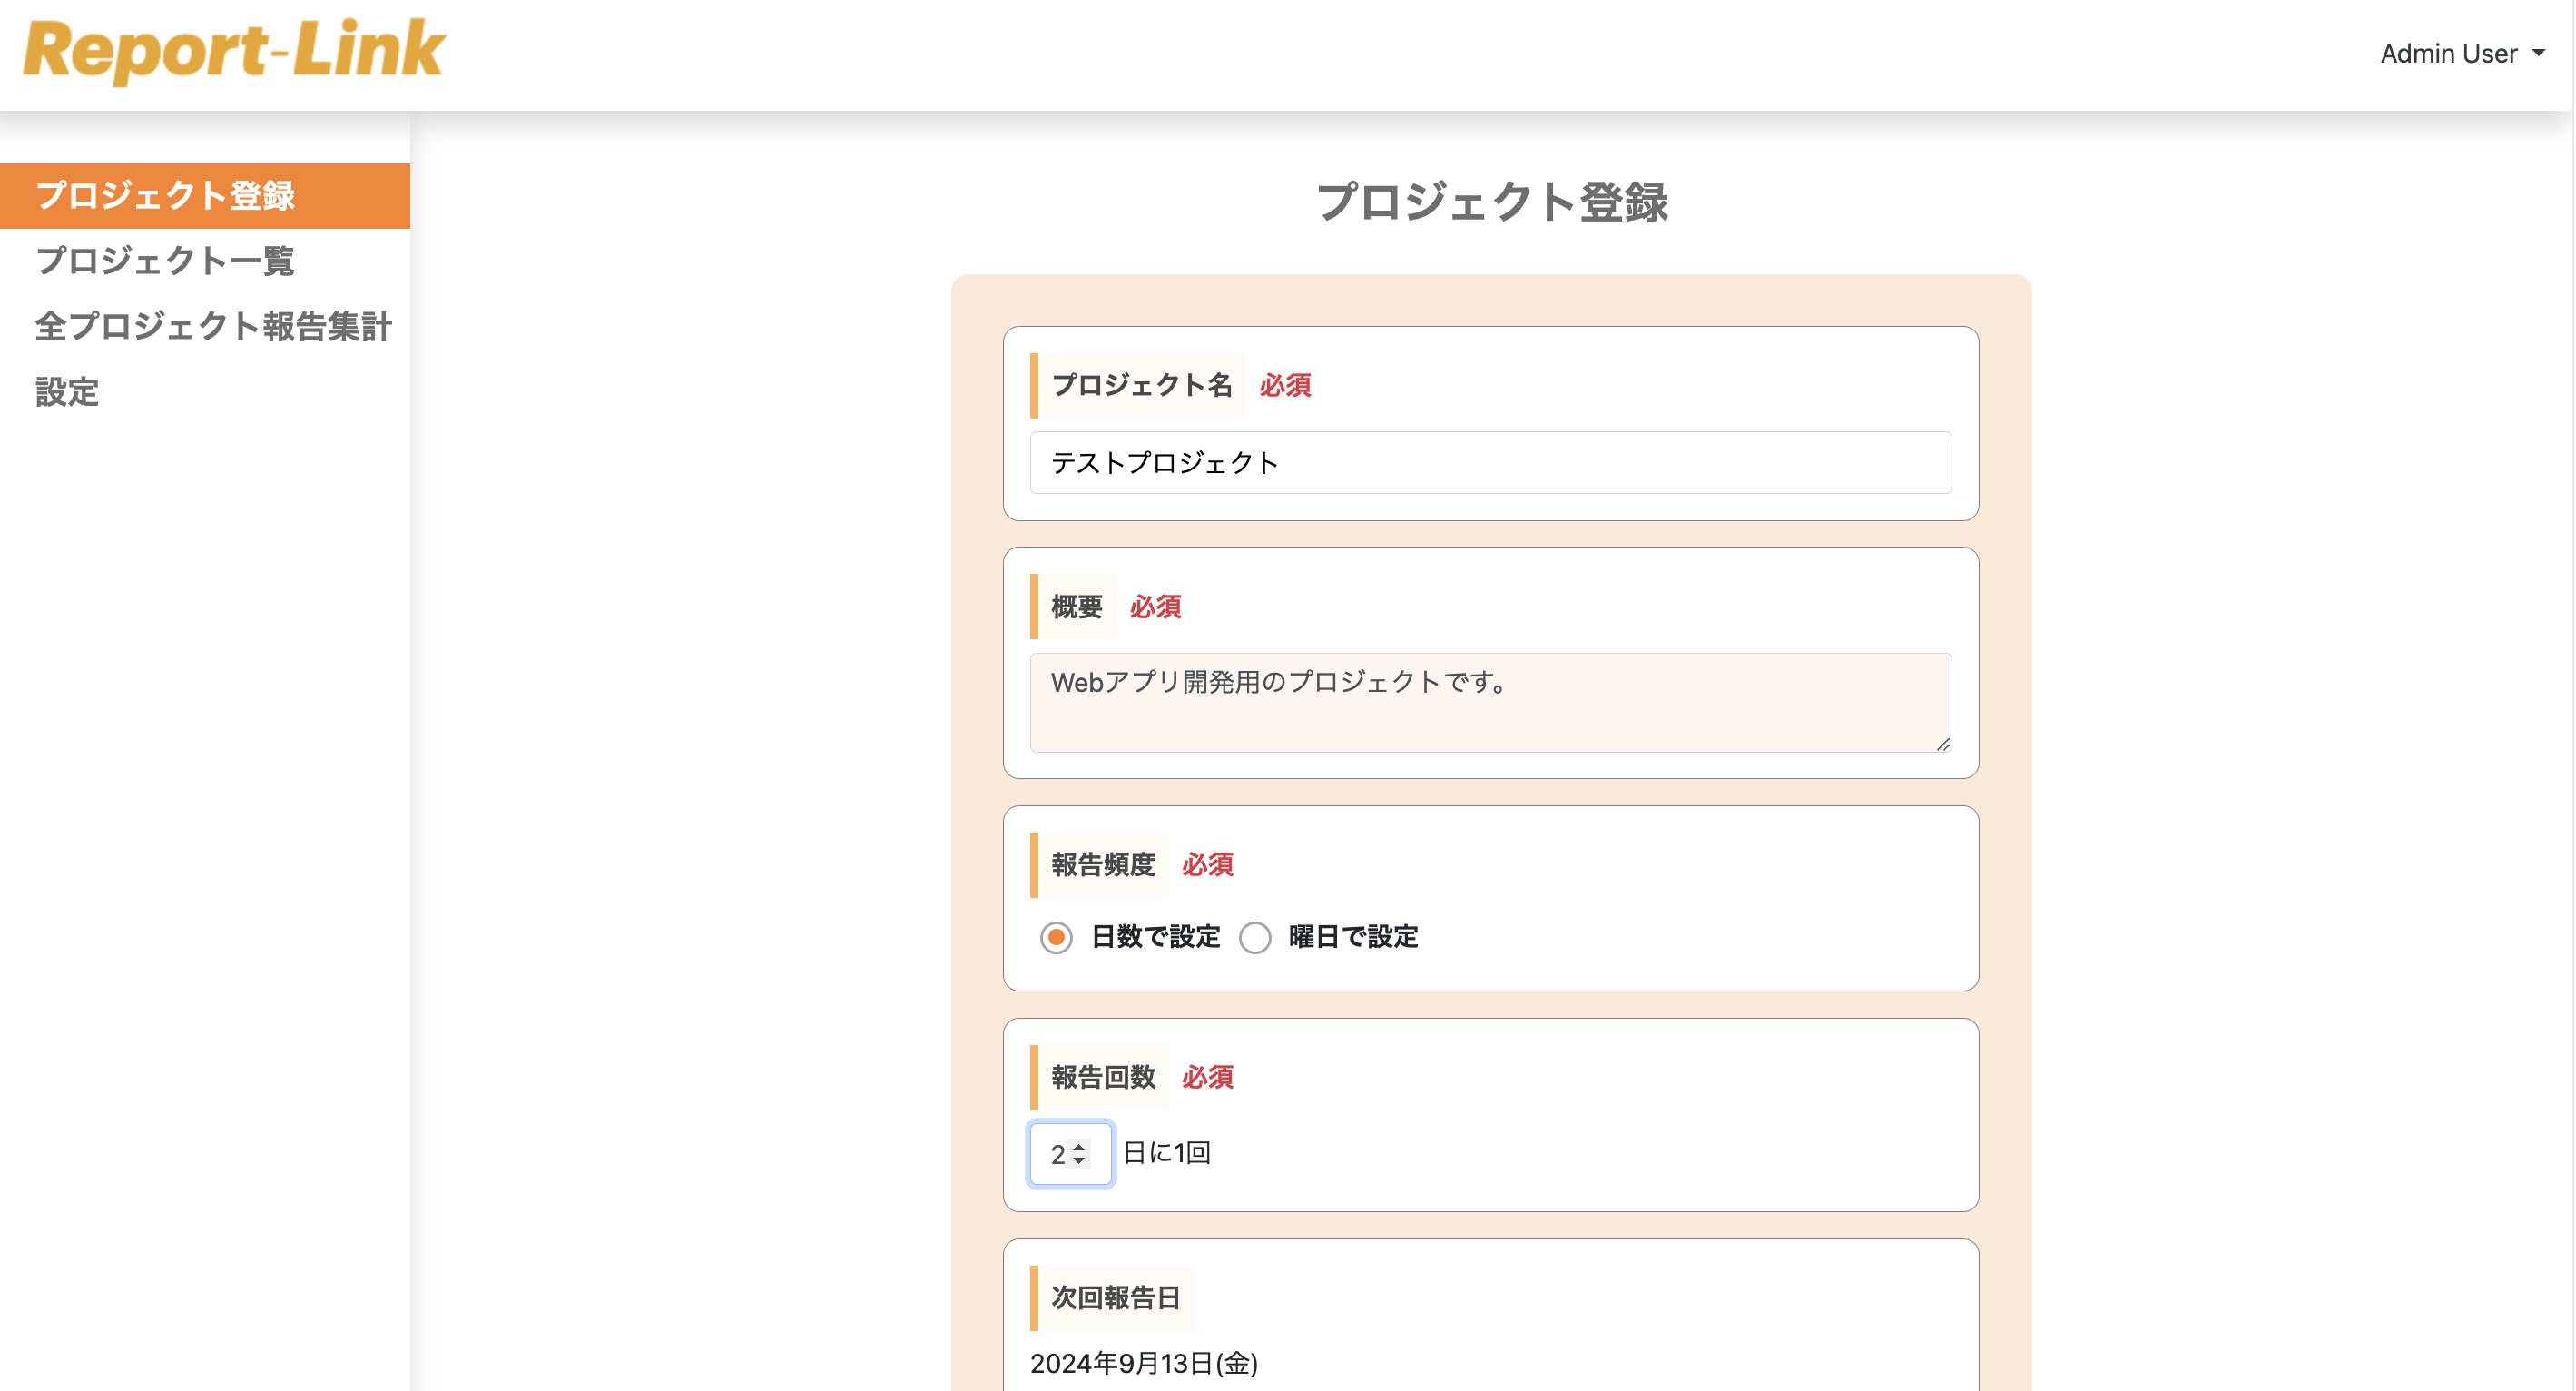 Report-Link
Admin User
プロジェクト登録
プロジェクト一覧
全プロジェクト報告集計
設定
プロジェクト登録
プロジェクト名 必須
テストプロジェクト
概要 必須
Webアプリ開発用のプロジェクトです。
報告頻度 必須
日数で設定 曜日で設定
報告回数 必須
2 日に1回
次回報告日
2024年9月13日(金)